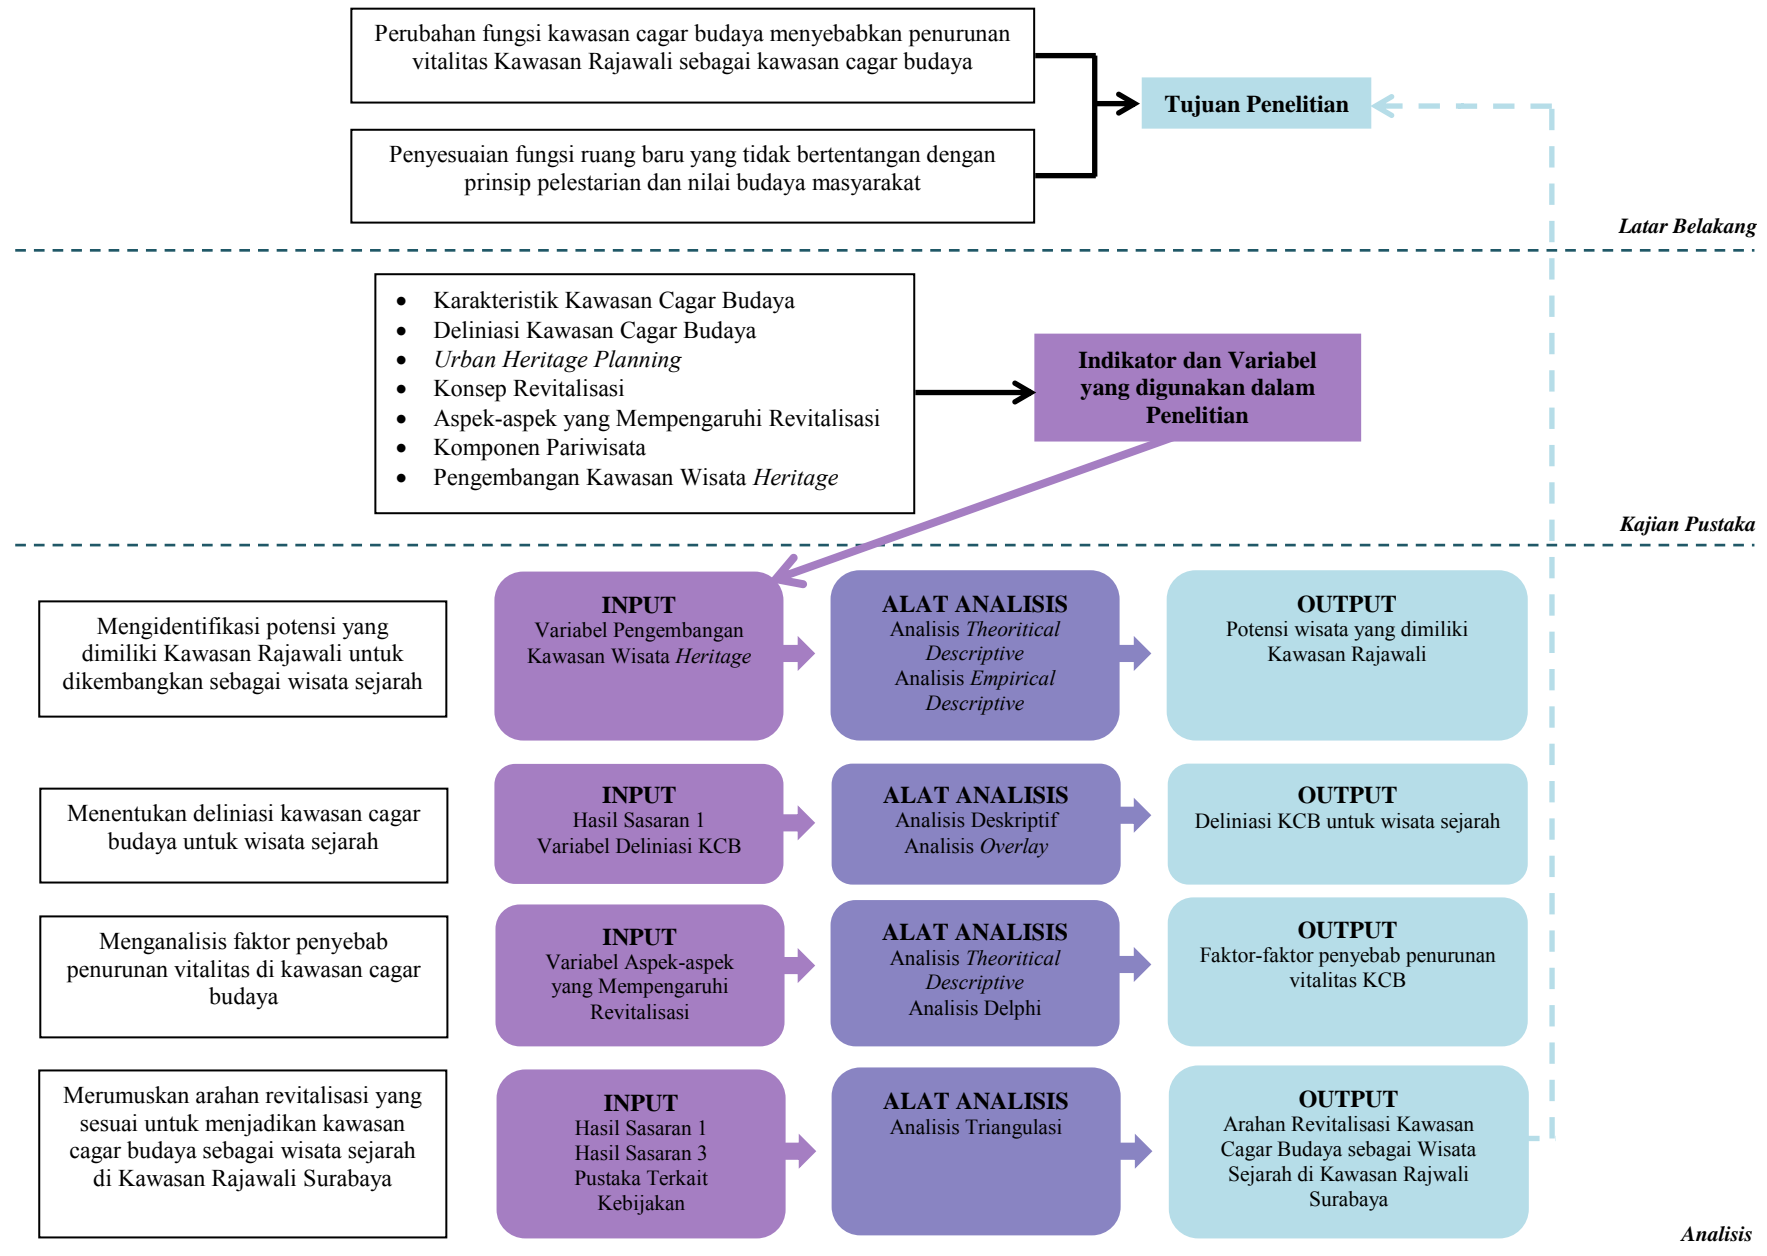 Perubahan fungsi kawasan cagar budaya menyebabkan penurunan
vitalitas Kawasan Rajawali sebagai kawasan cagar budaya
Tujuan Penelitian
Penyesuaian fungsi ruang baru yang tidak bertentangan dengan
prinsip pelestarian dan nilai budaya masyarakat
Latar Belakang
• Karakteristik Kawasan Cagar Budaya
• Deliniasi Kawasan Cagar Budaya
• Urban Heritage Planning
• Konsep Revitalisasi
• Aspek-aspek yang Mempengaruhi Revitalisasi
• Komponen Pariwisata
• Pengembangan Kawasan Wisata Heritage
Indikator dan Variabel
yang digunakan dalam
Penelitian
Kajian Pustaka
Mengidentifikasi potensi yang
dimiliki Kawasan Rajawali untuk
dikembangkan sebagai wisata sejarah
INPUT
Variabel Pengembangan
Kawasan Wisata Heritage
ALAT ANALISIS
Analisis Theoritical
Descriptive
Analisis Empirical
Descriptive
OUTPUT
Potensi wisata yang dimiliki
Kawasan Rajawali
Menentukan deliniasi kawasan cagar
budaya untuk wisata sejarah
INPUT
Hasil Sasaran 1
Variabel Deliniasi KCB
ALAT ANALISIS
Analisis Deskriptif
Analisis Overlay
OUTPUT
Deliniasi KCB untuk wisata sejarah
Menganalisis faktor penyebab
penurunan vitalitas di kawasan cagar
budaya
INPUT
Variabel Aspek-aspek
yang Mempengaruhi
Revitalisasi
ALAT ANALISIS
Analisis Theoritical
Descriptive
Analisis Delphi
OUTPUT
Faktor-faktor penyebab penurunan
vitalitas KCB
Merumuskan arahan revitalisasi yang
sesuai untuk menjadikan kawasan
cagar budaya sebagai wisata sejarah
di Kawasan Rajawali Surabaya
INPUT
Hasil Sasaran 1
Hasil Sasaran 3
Pustaka Terkait
Kebijakan
ALAT ANALISIS
Analisis Triangulasi
OUTPUT
Arahan Revitalisasi Kawasan
Cagar Budaya sebagai Wisata
Sejarah di Kawasan Rajwali
Surabaya
Analisis